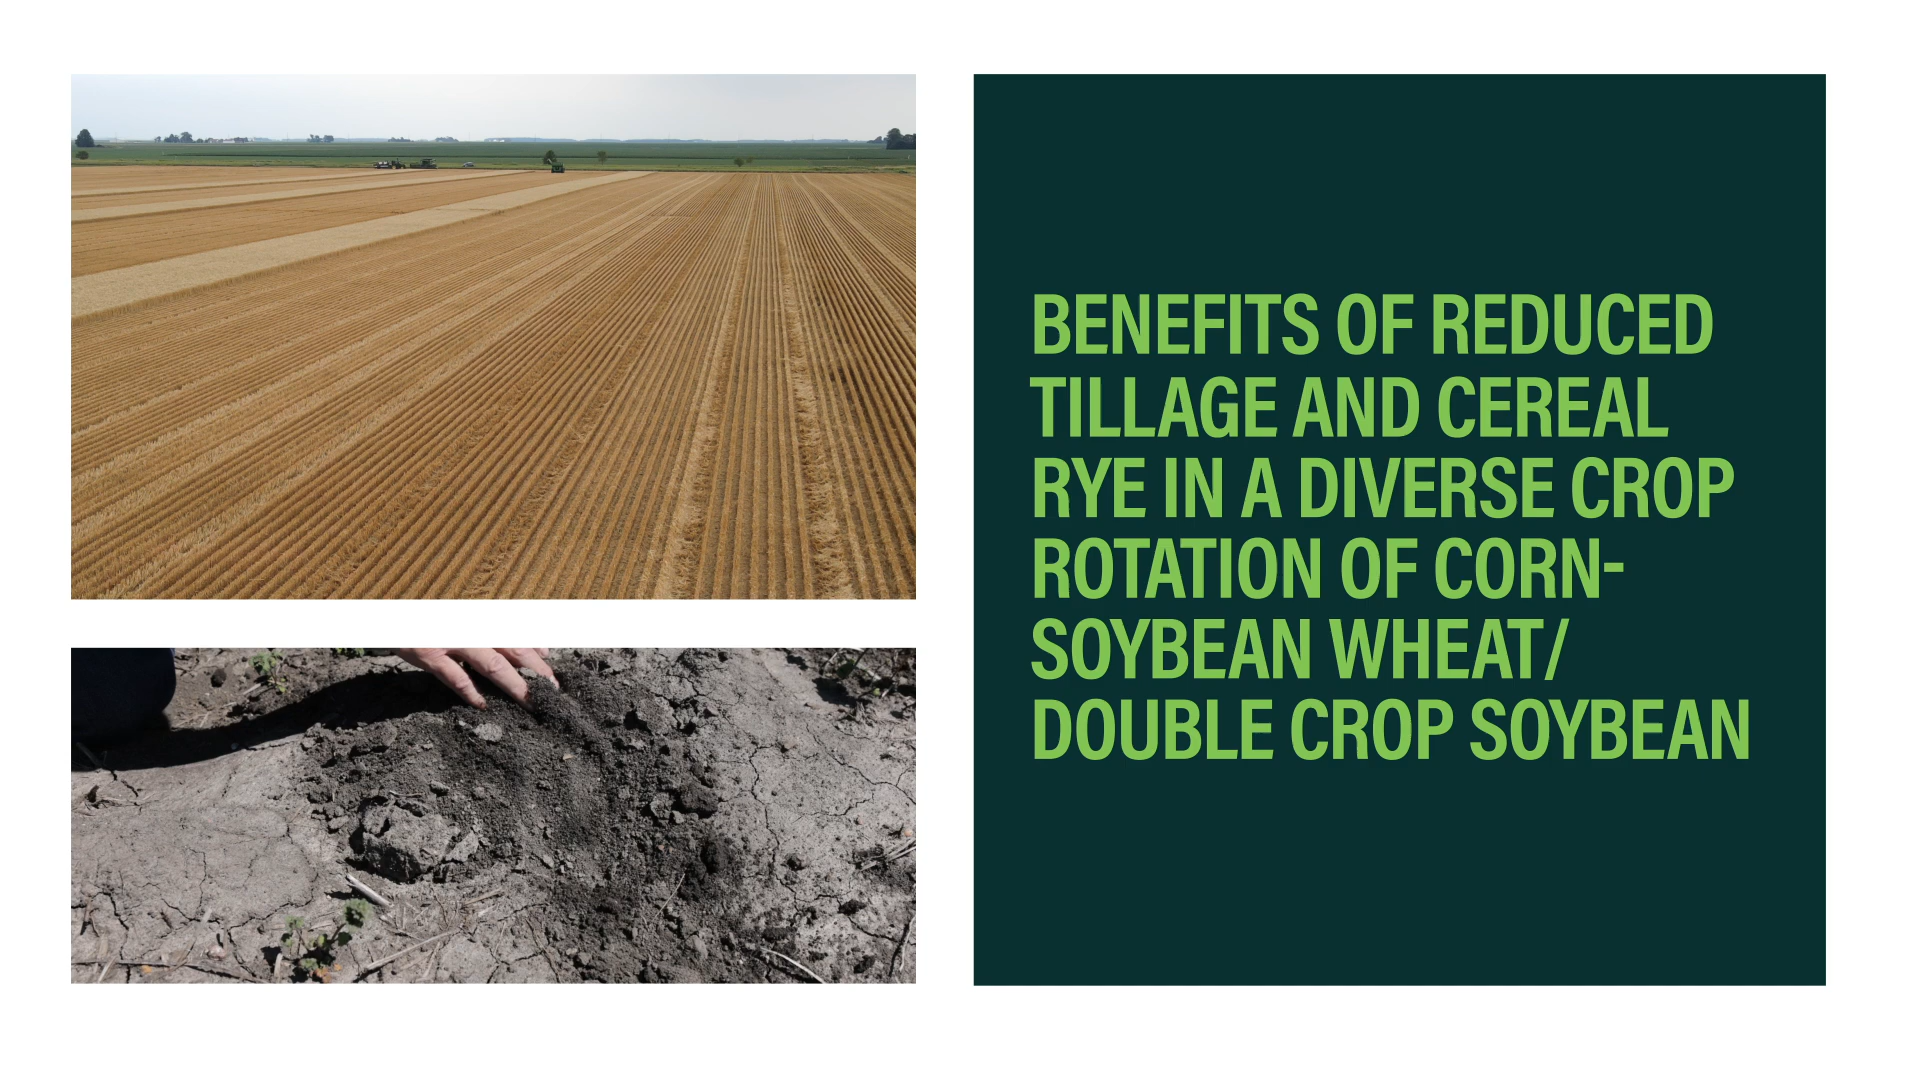 BENEFITS OF REDUCED
TILLAGE AND CEREAL
RYE IN A DIVERSE CROP
ROTATION OF CORN-
SOYBEAN WHEAT/
DOUBLE CROP SOYBEAN